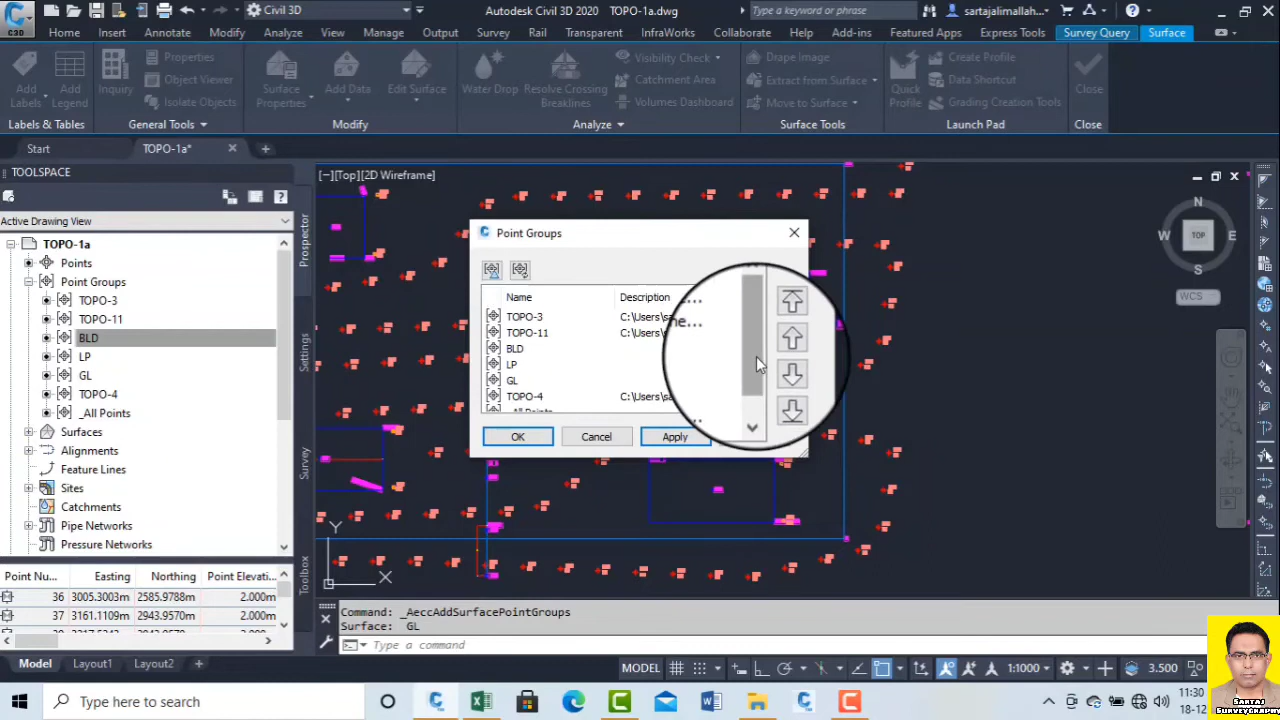 C3D
Civil 3D
Autodesk Civil 3D 2020 TOPO-1a.dwg
Type a keyword or phrase
sartajalimallah...
Home Insert Annotate Modify Analyze View Manage Output Survey Rail Transparent InfraWorks Collaborate Help Add-ins Featured Apps Express Tools Survey Query Surface
Add Labels
Add Legend
Inquiry
Properties
Object Viewer
Isolate Objects
Surface Properties
Add Data
Edit Surface
Water Drop
Resolve Crossing Breaklines
Visibility Check
Catchment Area
Volumes Dashboard
Drape Image
Extract from Surface
Move to Surface
Quick Profile
Create Profile
Data Shortcut
Grading Creation Tools
Close
Labels & Tables General Tools Modify Analyze Surface Tools Launch Pad Close
Start TOPO-1a*
TOOLSPACE
Active Drawing View
TOPO-1a
Points
Point Groups
TOPO-3
TOPO-11
BLD
LP
GL
TOPO-4
_All Points
Surfaces
Alignments
Feature Lines
Sites
Catchments
Pipe Networks
Pressure Networks
Prospector
Settings
Survey
Toolbox
Point Nu... Easting Northing Point Elevati
36 3005.3003m 2585.9788m 2.000m
37 3161.1109m 2943.9570m 2.000m
[−][Top][2D Wireframe]
N
W TOP E
S
WCS
Point Groups
Name Description
TOPO-3 C:\Users\s
TOPO-11 C:\Users\s
BLD
LP
GL
TOPO-4 C:\Users\sa
_All Points
ne...
OK Cancel Apply
Y
X
Command: _AeccAddSurfacePointGroups
Surface: GL
Type a command
Model Layout1 Layout2
MODEL 1:1000 3.500
Type here to search
11:30
18-12
SARTAJ
SURVEYGRAPHY